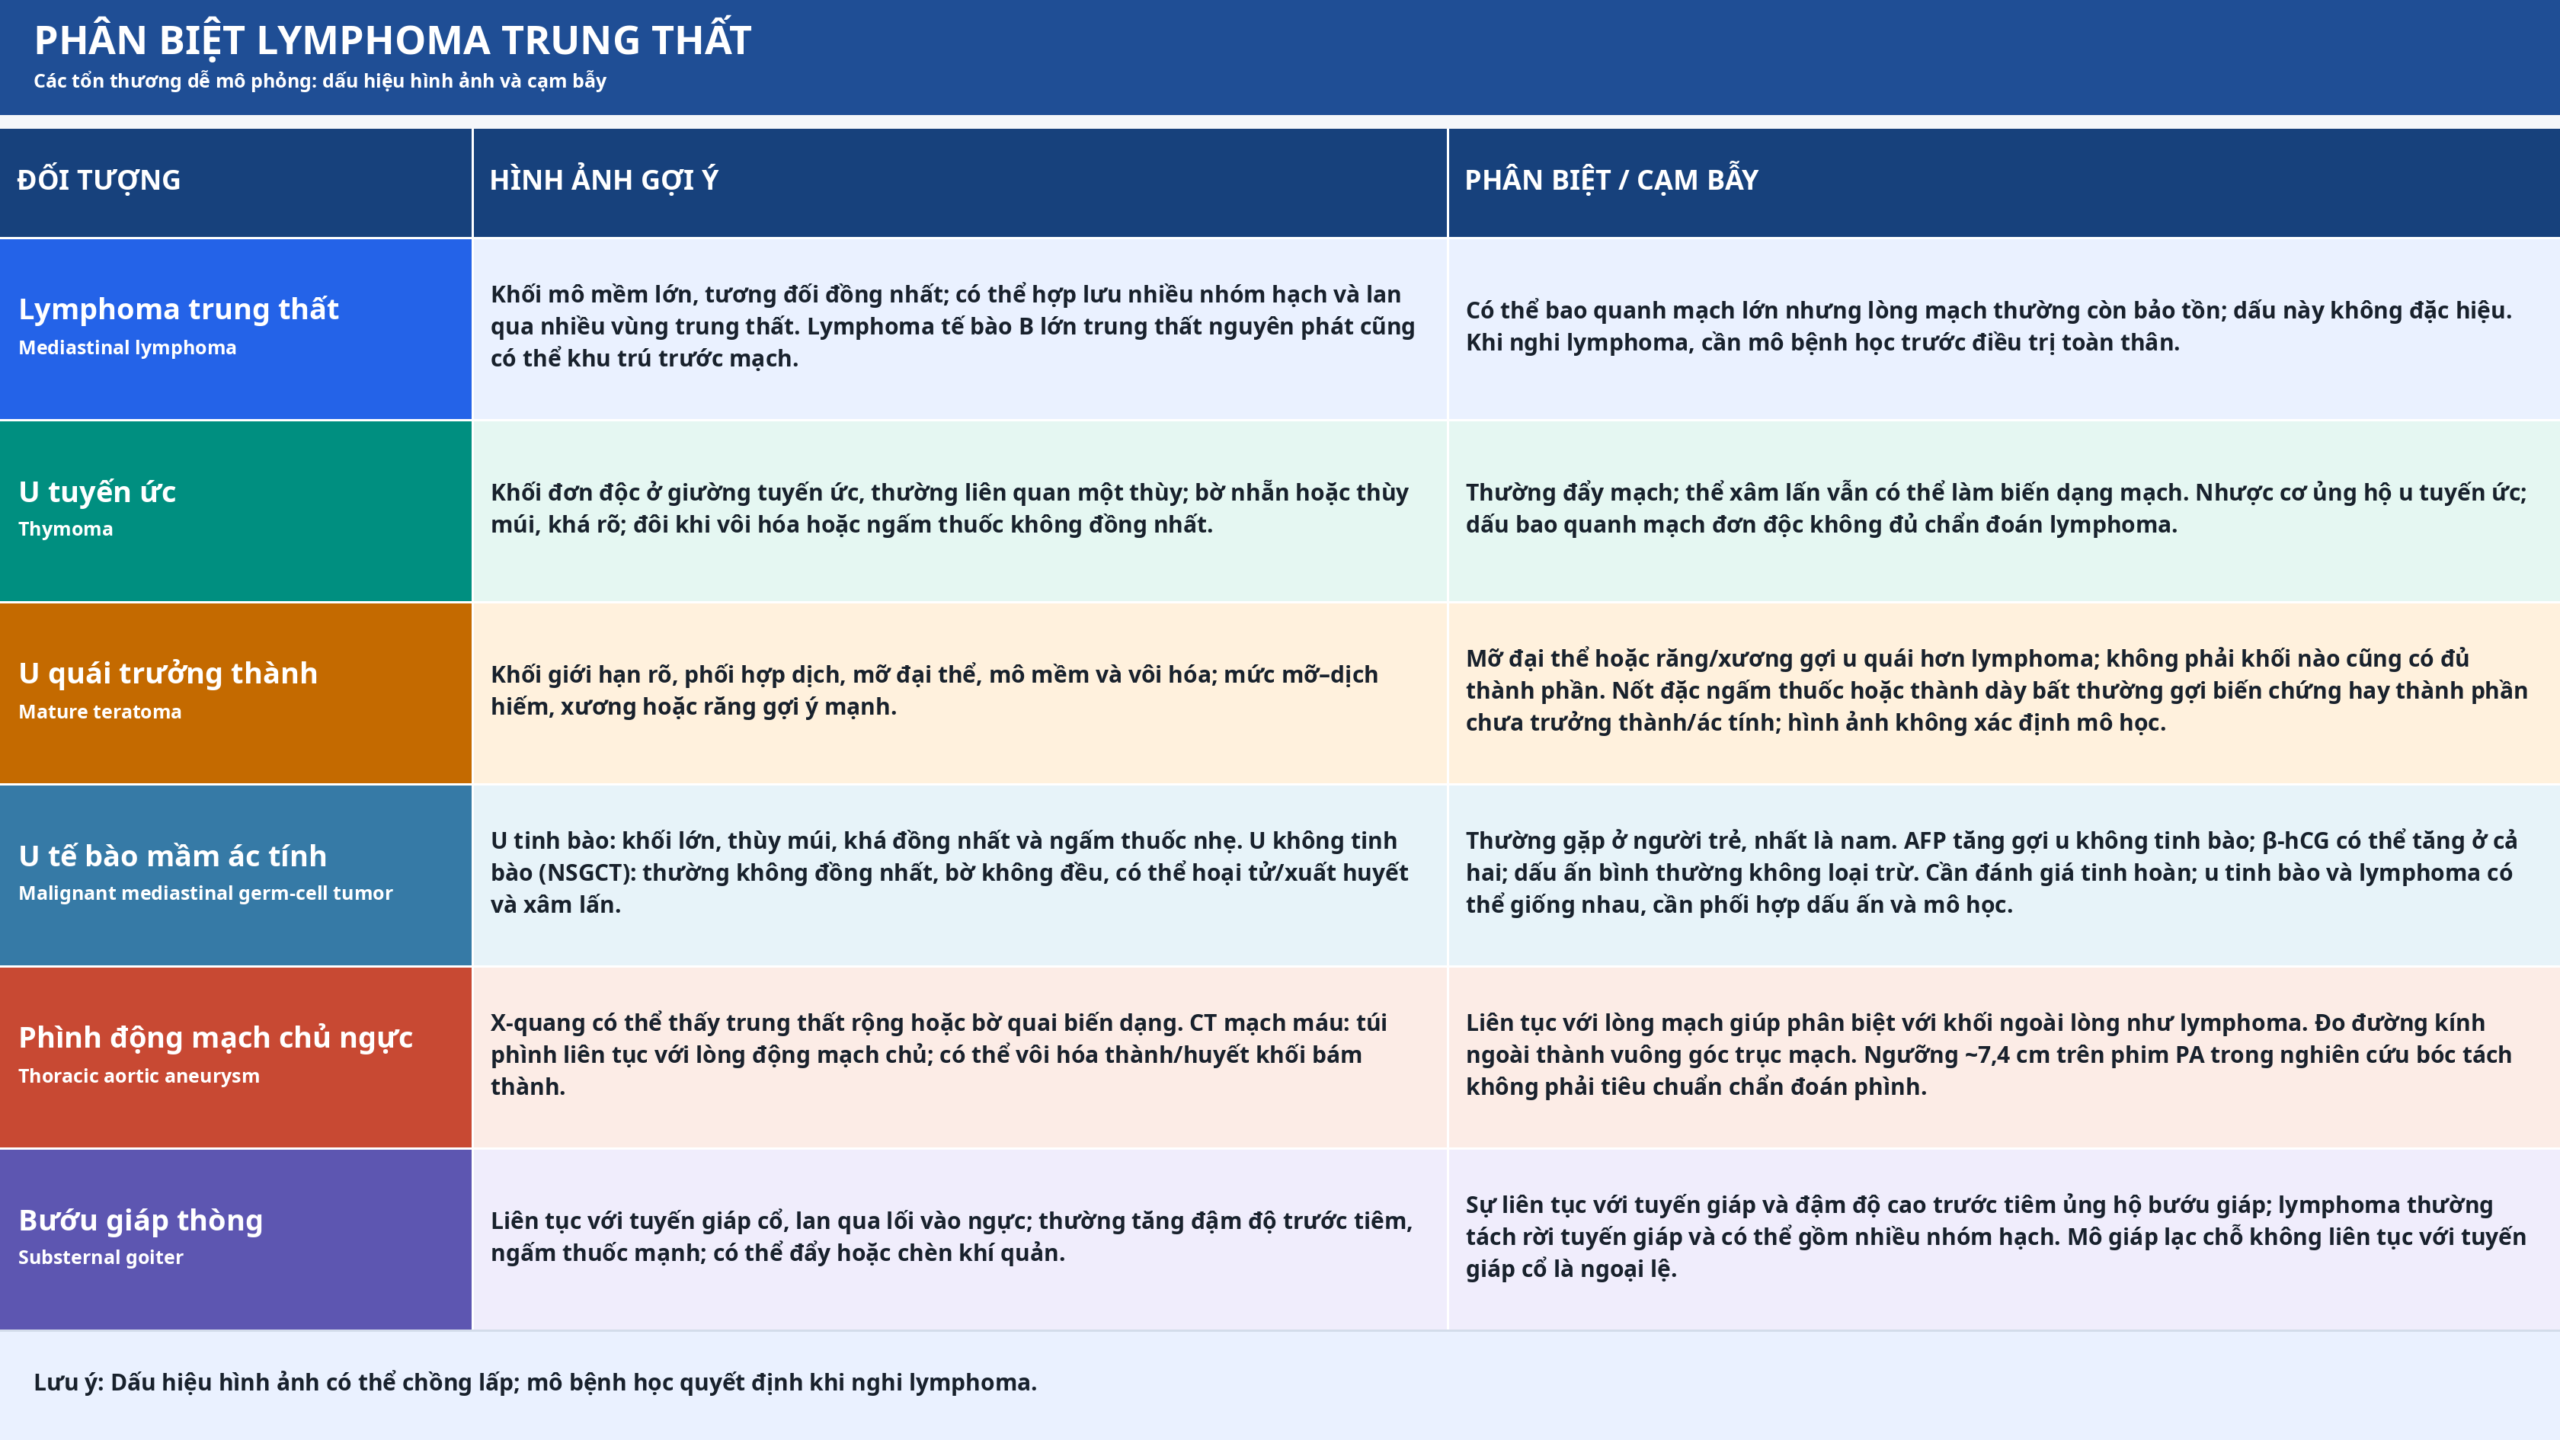 PHÂN BIỆT LYMPHOMA TRUNG THẤT
Các tổn thương dễ mô phỏng: dấu hiệu hình ảnh và cạm bẫy
ĐỐI TƯỢNG
HÌNH ẢNH GỢI Ý
PHÂN BIỆT / CẠM BẪY
Lymphoma trung thất
Mediastinal lymphoma
Khối mô mềm lớn, tương đối đồng nhất; có thể hợp lưu nhiều nhóm hạch và lan
qua nhiều vùng trung thất. Lymphoma tế bào B lớn trung thất nguyên phát cũng
có thể khu trú trước mạch.
Có thể bao quanh mạch lớn nhưng lòng mạch thường còn bảo tồn; dấu này không đặc hiệu.
Khi nghi lymphoma, cần mô bệnh học trước điều trị toàn thân.
U tuyến ức
Thymoma
Khối đơn độc ở giường tuyến ức, thường liên quan một thùy; bờ nhẵn hoặc thùy
múi, khá rõ; đôi khi vôi hóa hoặc ngấm thuốc không đồng nhất.
Thường đẩy mạch; thể xâm lấn vẫn có thể làm biến dạng mạch. Nhược cơ ủng hộ u tuyến ức;
dấu bao quanh mạch đơn độc không đủ chẩn đoán lymphoma.
U quái trưởng thành
Mature teratoma
Khối giới hạn rõ, phối hợp dịch, mỡ đại thể, mô mềm và vôi hóa; mức mỡ–dịch
hiếm, xương hoặc răng gợi ý mạnh.
Mỡ đại thể hoặc răng/xương gợi u quái hơn lymphoma; không phải khối nào cũng có đủ
thành phần. Nốt đặc ngấm thuốc hoặc thành dày bất thường gợi biến chứng hay thành phần
chưa trưởng thành/ác tính; hình ảnh không xác định mô học.
U tế bào mầm ác tính
Malignant mediastinal germ-cell tumor
U tinh bào: khối lớn, thùy múi, khá đồng nhất và ngấm thuốc nhẹ. U không tinh
bào (NSGCT): thường không đồng nhất, bờ không đều, có thể hoại tử/xuất huyết
và xâm lấn.
Thường gặp ở người trẻ, nhất là nam. AFP tăng gợi u không tinh bào; β-hCG có thể tăng ở cả
hai; dấu ấn bình thường không loại trừ. Cần đánh giá tinh hoàn; u tinh bào và lymphoma có
thể giống nhau, cần phối hợp dấu ấn và mô học.
Phình động mạch chủ ngực
Thoracic aortic aneurysm
X-quang có thể thấy trung thất rộng hoặc bờ quai biến dạng. CT mạch máu: túi
phình liên tục với lòng động mạch chủ; có thể vôi hóa thành/huyết khối bám
thành.
Liên tục với lòng mạch giúp phân biệt với khối ngoài lòng như lymphoma. Đo đường kính
ngoài thành vuông góc trục mạch. Ngưỡng ~7,4 cm trên phim PA trong nghiên cứu bóc tách
không phải tiêu chuẩn chẩn đoán phình.
Bướu giáp thòng
Substernal goiter
Liên tục với tuyến giáp cổ, lan qua lối vào ngực; thường tăng đậm độ trước tiêm,
ngấm thuốc mạnh; có thể đẩy hoặc chèn khí quản.
Sự liên tục với tuyến giáp và đậm độ cao trước tiêm ủng hộ bướu giáp; lymphoma thường
tách rời tuyến giáp và có thể gồm nhiều nhóm hạch. Mô giáp lạc chỗ không liên tục với tuyến
giáp cổ là ngoại lệ.
Lưu ý: Dấu hiệu hình ảnh có thể chồng lấp; mô bệnh học quyết định khi nghi lymphoma.